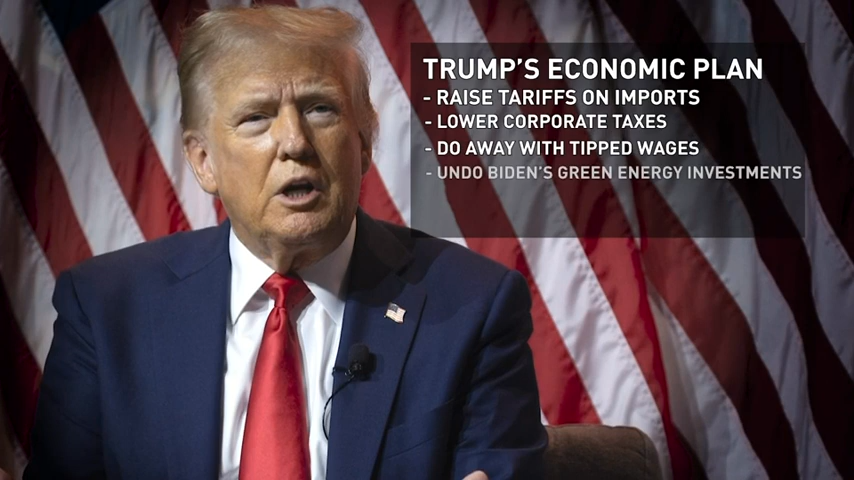 TRUMP'S ECONOMIC PLAN
- RAISE TARIFFS ON IMPORTS
- LOWER CORPORATE TAXES
- DO AWAY WITH TIPPED WAGES
- UNDO BIDEN'S GREEN ENERGY INVESTMENTS